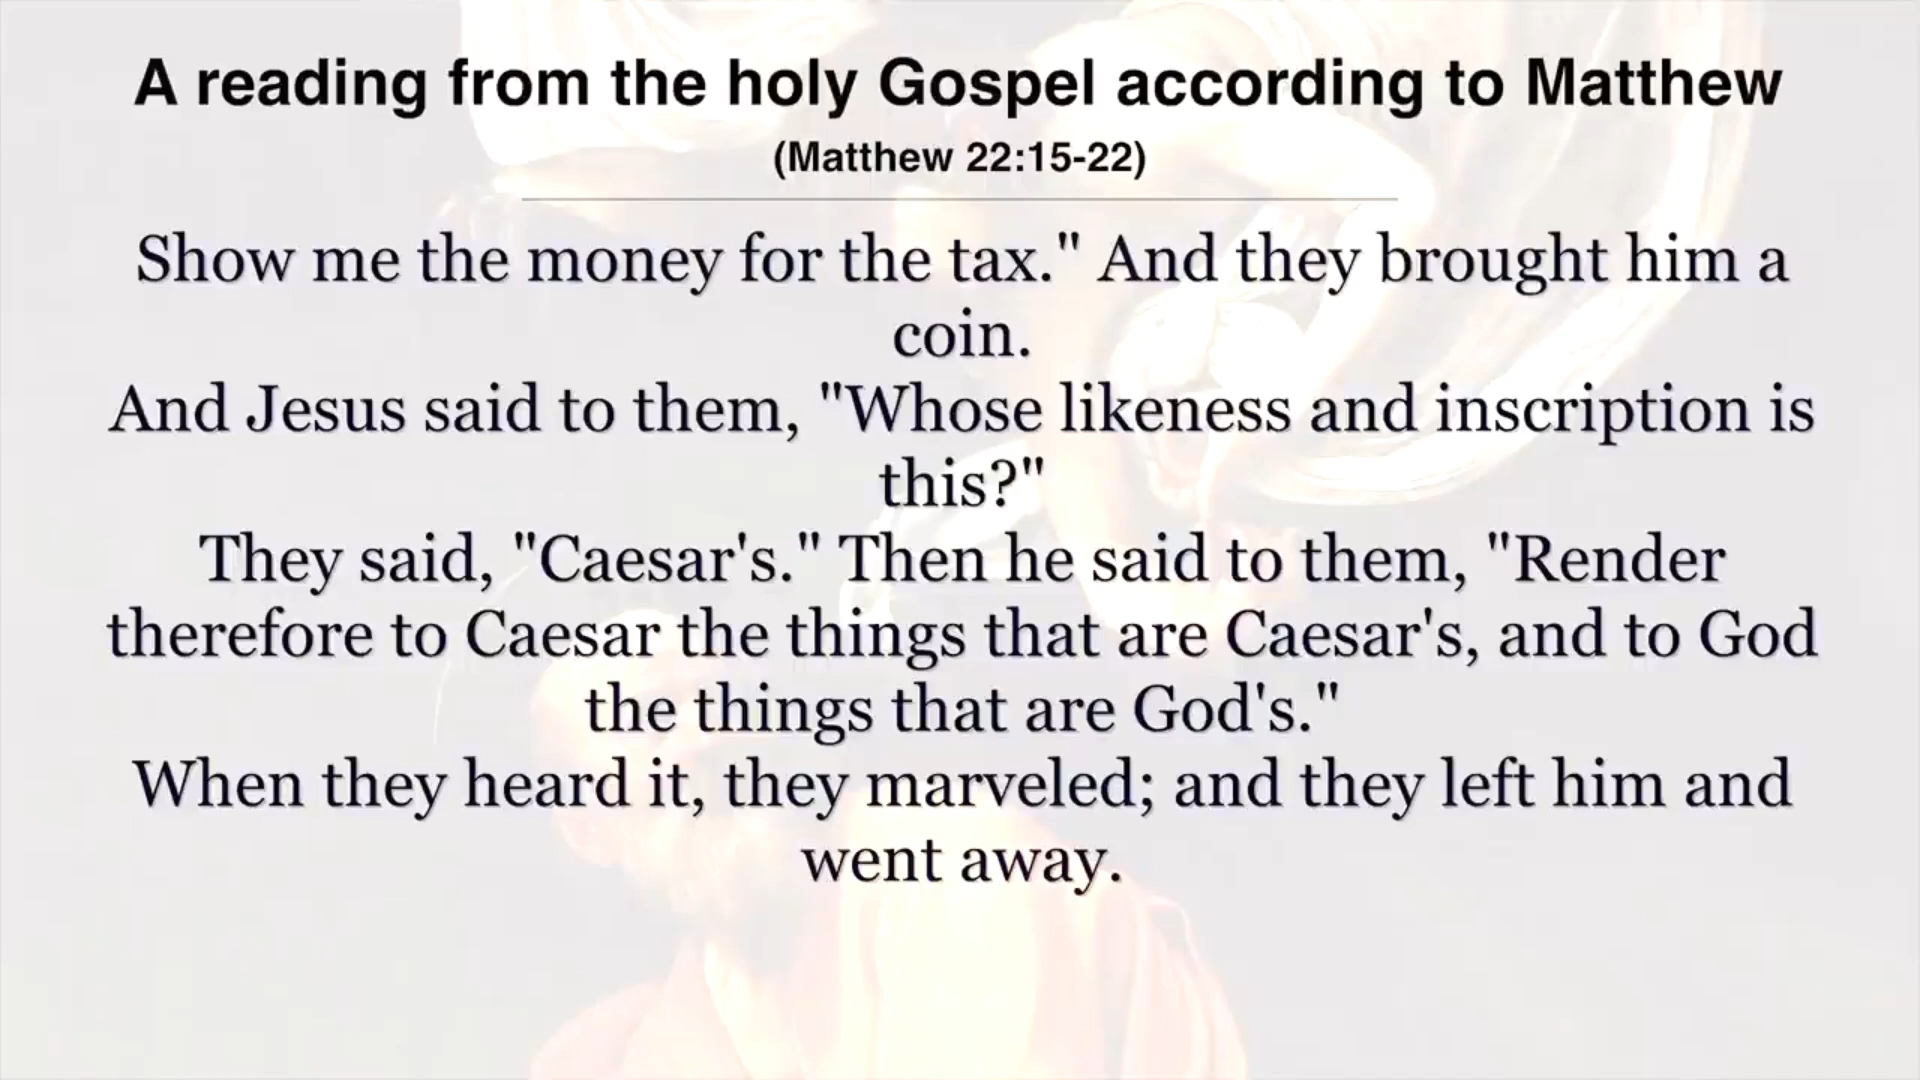 A reading from the holy Gospel according to Matthew
(Matthew 22:15-22)
Show me the money for the tax." And they brought him a
coin.
And Jesus said to them, "Whose likeness and inscription is
this?"
They said, "Caesar's." Then he said to them, "Render
therefore to Caesar the things that are Caesar's, and to God
the things that are God's."
When they heard it, they marveled; and they left him and
went away.